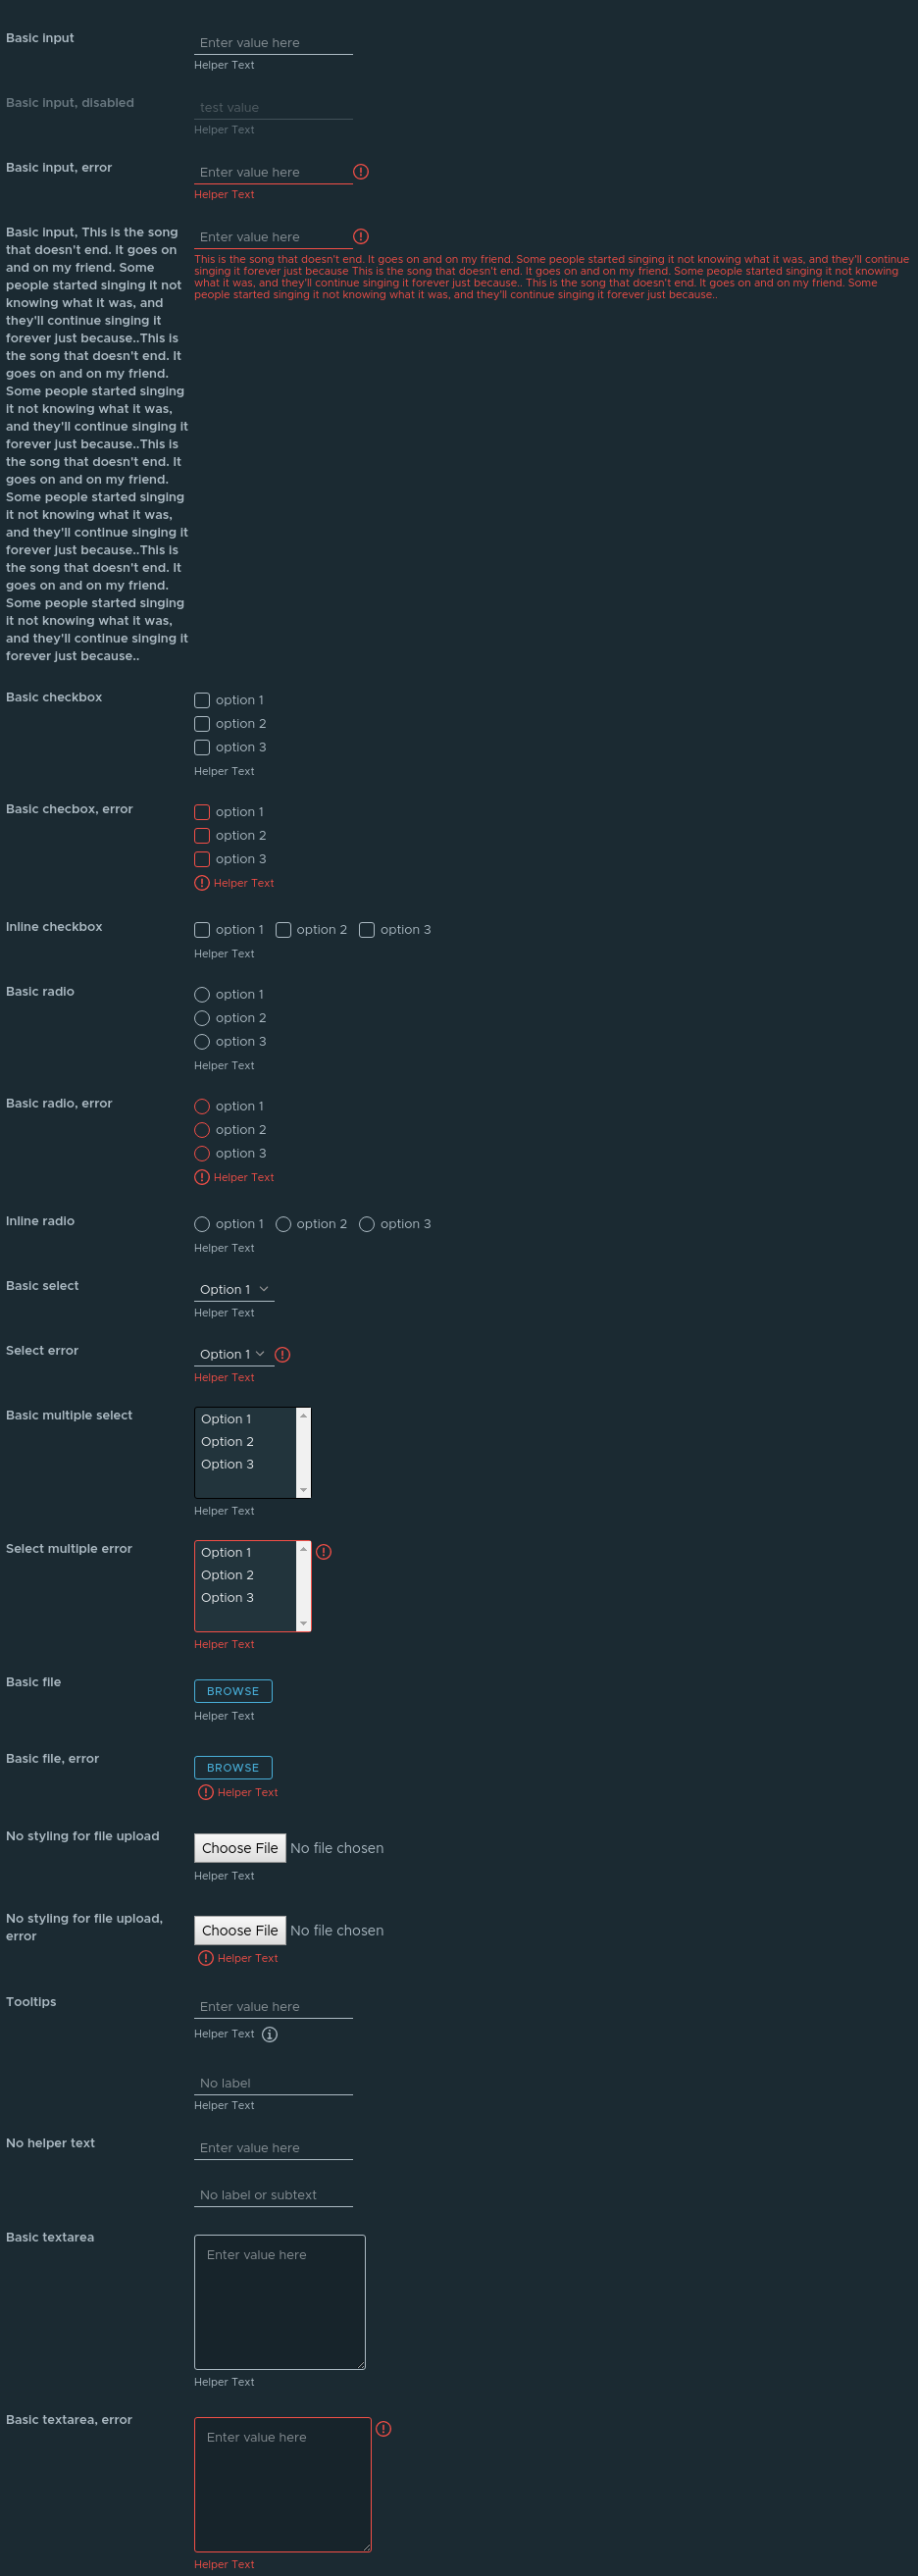 Basic input
Enter value here
Helper Text
Basic input, disabled
test value
Helper Text
Basic input, error
Enter value here
Helper Text
Basic input, This is the song
that doesn't end. It goes on
and on my friend. Some
people started singing it not
knowing what it was, and
they'll continue singing it
forever just because..This is
the song that doesn't end. It
goes on and on my friend.
Some people started singing
it not knowing what it was,
and they'll continue singing it
forever just because..This is
the song that doesn't end. It
goes on and on my friend.
Some people started singing
it not knowing what it was,
and they'll continue singing it
forever just because..This is
the song that doesn't end. It
goes on and on my friend.
Some people started singing
it not knowing what it was,
and they'll continue singing it
forever just because..
Enter value here
This is the song that doesn't end. It goes on and on my friend. Some people started singing it not knowing what it was, and they'll continue
singing it forever just because This is the song that doesn't end. It goes on and on my friend. Some people started singing it not knowing
what it was, and they'll continue singing it forever just because.. This is the song that doesn't end. It goes on and on my friend. Some
people started singing it not knowing what it was, and they'll continue singing it forever just because..
Basic checkbox
option 1
option 2
option 3
Helper Text
Basic checbox, error
option 1
option 2
option 3
Helper Text
Inline checkbox
option 1 option 2 option 3
Helper Text
Basic radio
option 1
option 2
option 3
Helper Text
Basic radio, error
option 1
option 2
option 3
Helper Text
Inline radio
option 1 option 2 option 3
Helper Text
Basic select
Option 1
Helper Text
Select error
Option 1
Helper Text
Basic multiple select
Option 1
Option 2
Option 3
Helper Text
Select multiple error
Option 1
Option 2
Option 3
Helper Text
Basic file
BROWSE
Helper Text
Basic file, error
BROWSE
Helper Text
No styling for file upload
Choose File No file chosen
Helper Text
No styling for file upload,
error
Choose File No file chosen
Helper Text
Tooltips
Enter value here
Helper Text
No label
Helper Text
No helper text
Enter value here
No label or subtext
Basic textarea
Enter value here
Helper Text
Basic textarea, error
Enter value here
Helper Text